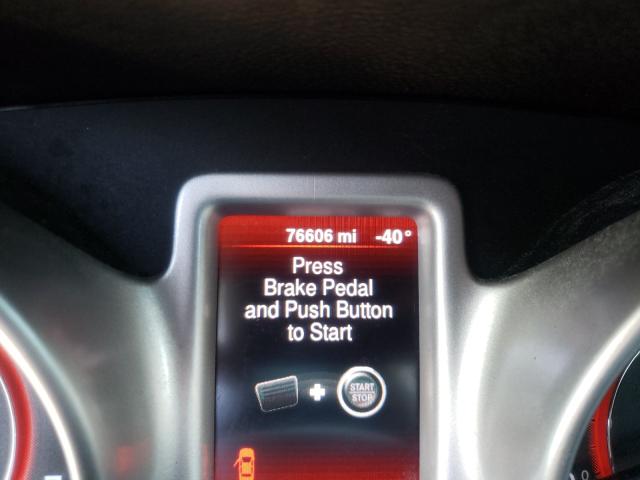 76606 mi -40°
Press
Brake Pedal
and Push Button
to Start
START
STOP